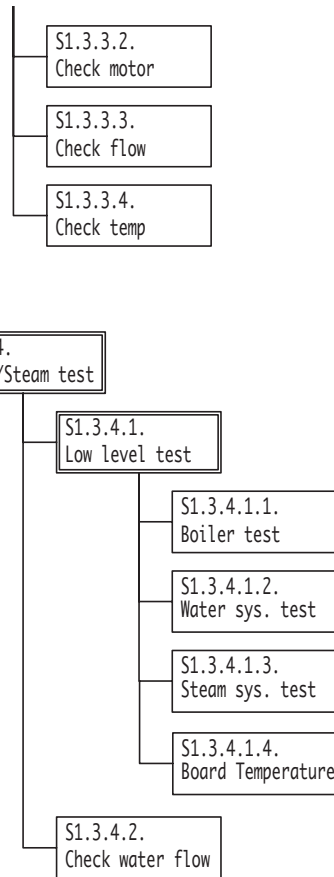 S1.3.3.2.
Check motor
S1.3.3.3.
Check flow
S1.3.3.4.
Check temp
4.
/Steam test
S1.3.4.1.
Low level test
S1.3.4.1.1.
Boiler test
S1.3.4.1.2.
Water sys. test
S1.3.4.1.3.
Steam sys. test
S1.3.4.1.4.
Board Temperature
S1.3.4.2.
Check water flow